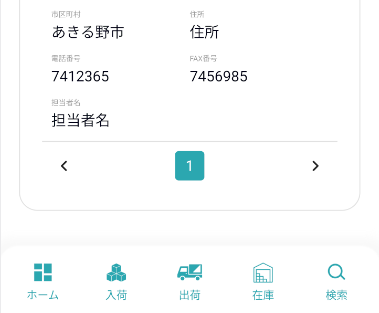 市区町村 住所
あきる野市 住所
電話番号 FAX番号
7412365 7456985
担当者名
担当者名
1
ホーム 入荷 出荷 在庫 検索